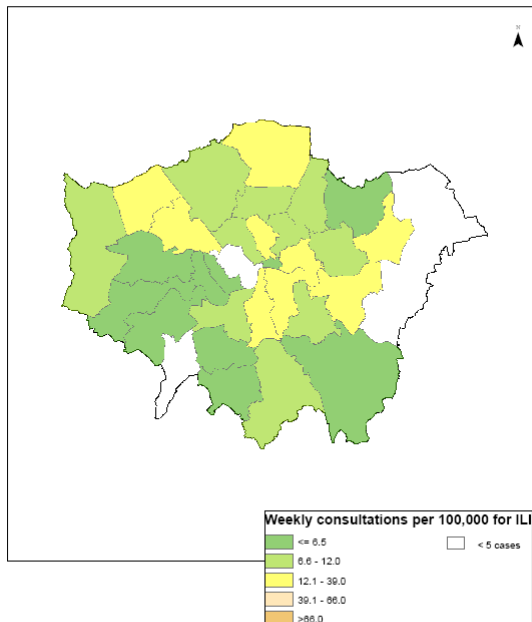 N
Weekly consultations per 100,000 for ILI
<= 6.5
< 5 cases
6.6 - 12.0
12.1 - 39.0
39.1 - 66.0
>66.0